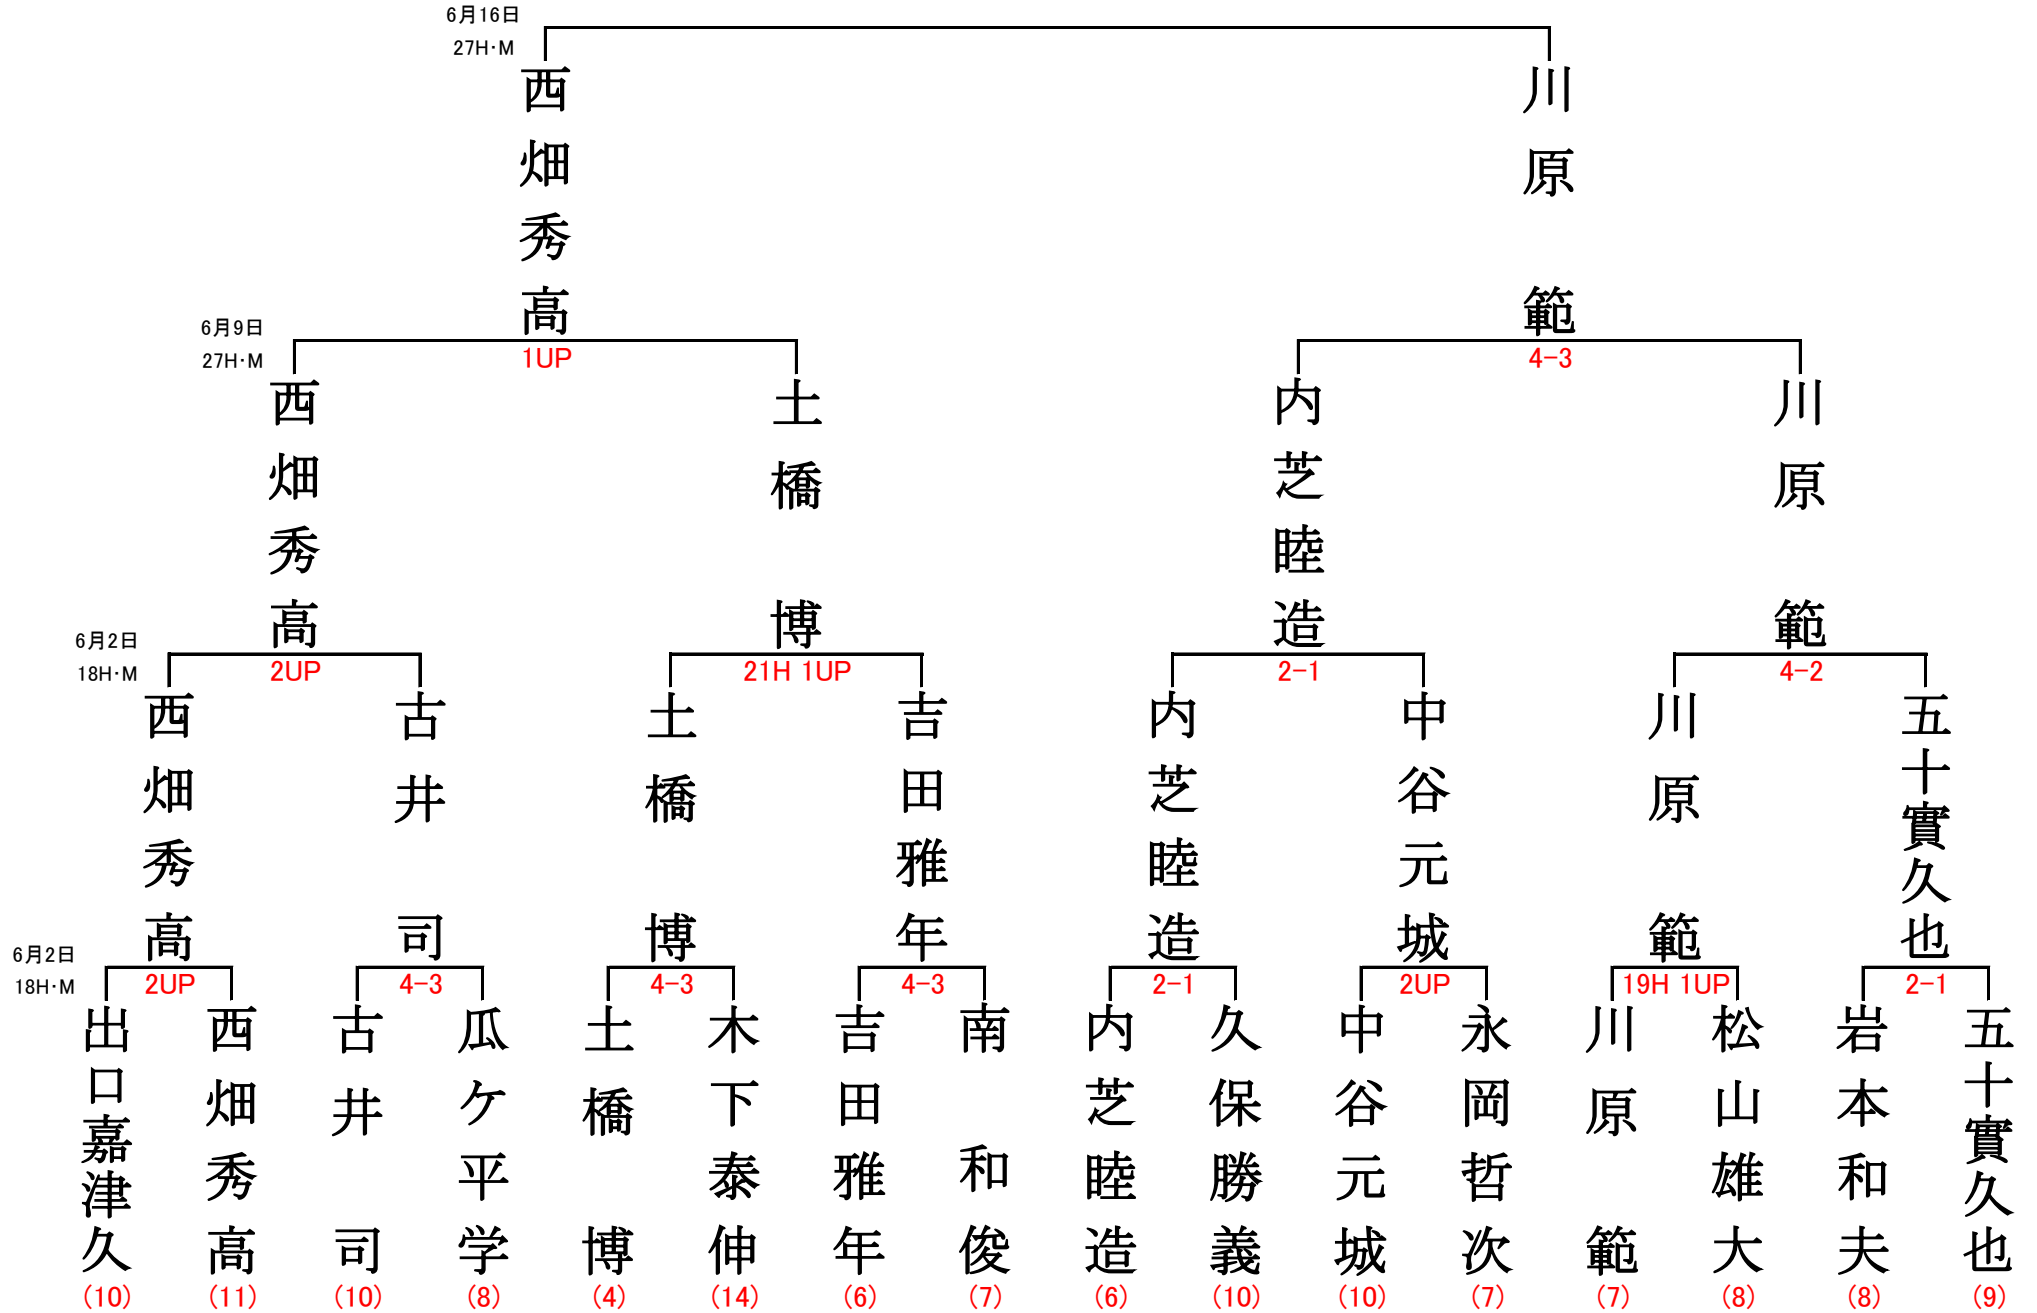 6月16日
27H・M
西畑秀高
川原範
6月9日
27H・M
1UP
4-3
西畑秀高
土橋博
内芝睦造
川原範
6月2日
18H・M
2UP
21H 1UP
2-1
4-2
西畑秀高
古井司
土橋博
吉田雅年
内芝睦造
中谷元城
川原範
五十實久也
6月2日
18H・M
2UP
4-3
4-3
4-3
2-1
2UP
19H 1UP
2-1
出口嘉津久
西畑秀高
古井司
瓜ケ平学
土橋博
木下泰伸
吉田雅年
南和俊
内芝睦造
久保勝義
中谷元城
永岡哲次
川原範
松山雄大
岩本和夫
五十實久也
(10)
(11)
(10)
(8)
(4)
(14)
(6)
(7)
(6)
(10)
(10)
(7)
(7)
(8)
(8)
(9)